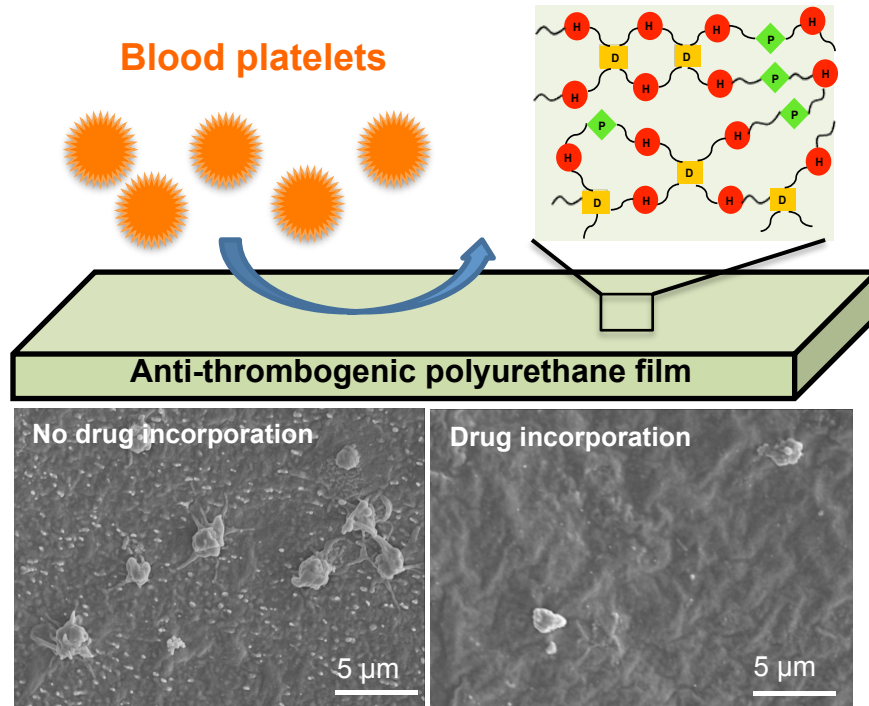 Blood platelets
H H H P
D D
H H P H
P
P H H
H H
D
D H H D
Anti-thrombogenic polyurethane film
No drug incorporation
Drug incorporation
5 µm
5 µm